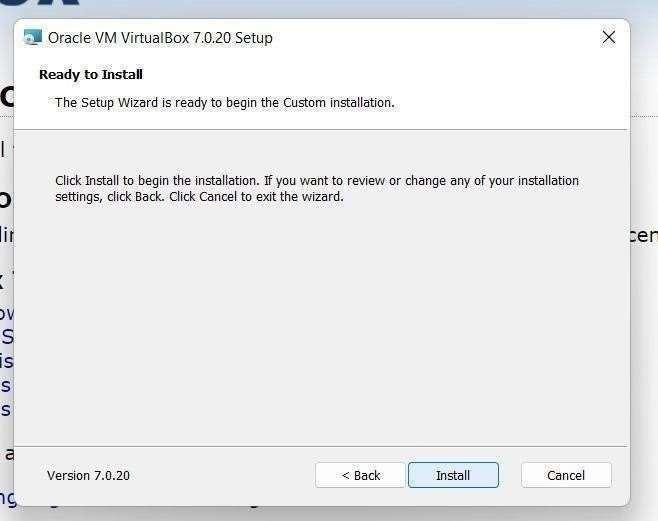 Oracle VM VirtualBox 7.0.20 Setup
Ready to Install
The Setup Wizard is ready to begin the Custom installation.
Click Install to begin the installation. If you want to review or change any of your installation
settings, click Back. Click Cancel to exit the wizard.
Version 7.0.20
< Back
Install
Cancel